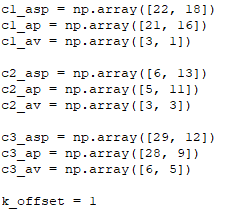 c1_asp = np.array([22, 18])
c1_ap = np.array([21, 16])
c1_av = np.array([3, 1])

c2_asp = np.array([6, 13])
c2_ap = np.array([5, 11])
c2_av = np.array([3, 3])

c3_asp = np.array([29, 12])
c3_ap = np.array([28, 9])
c3_av = np.array([6, 5])

k_offset = 1